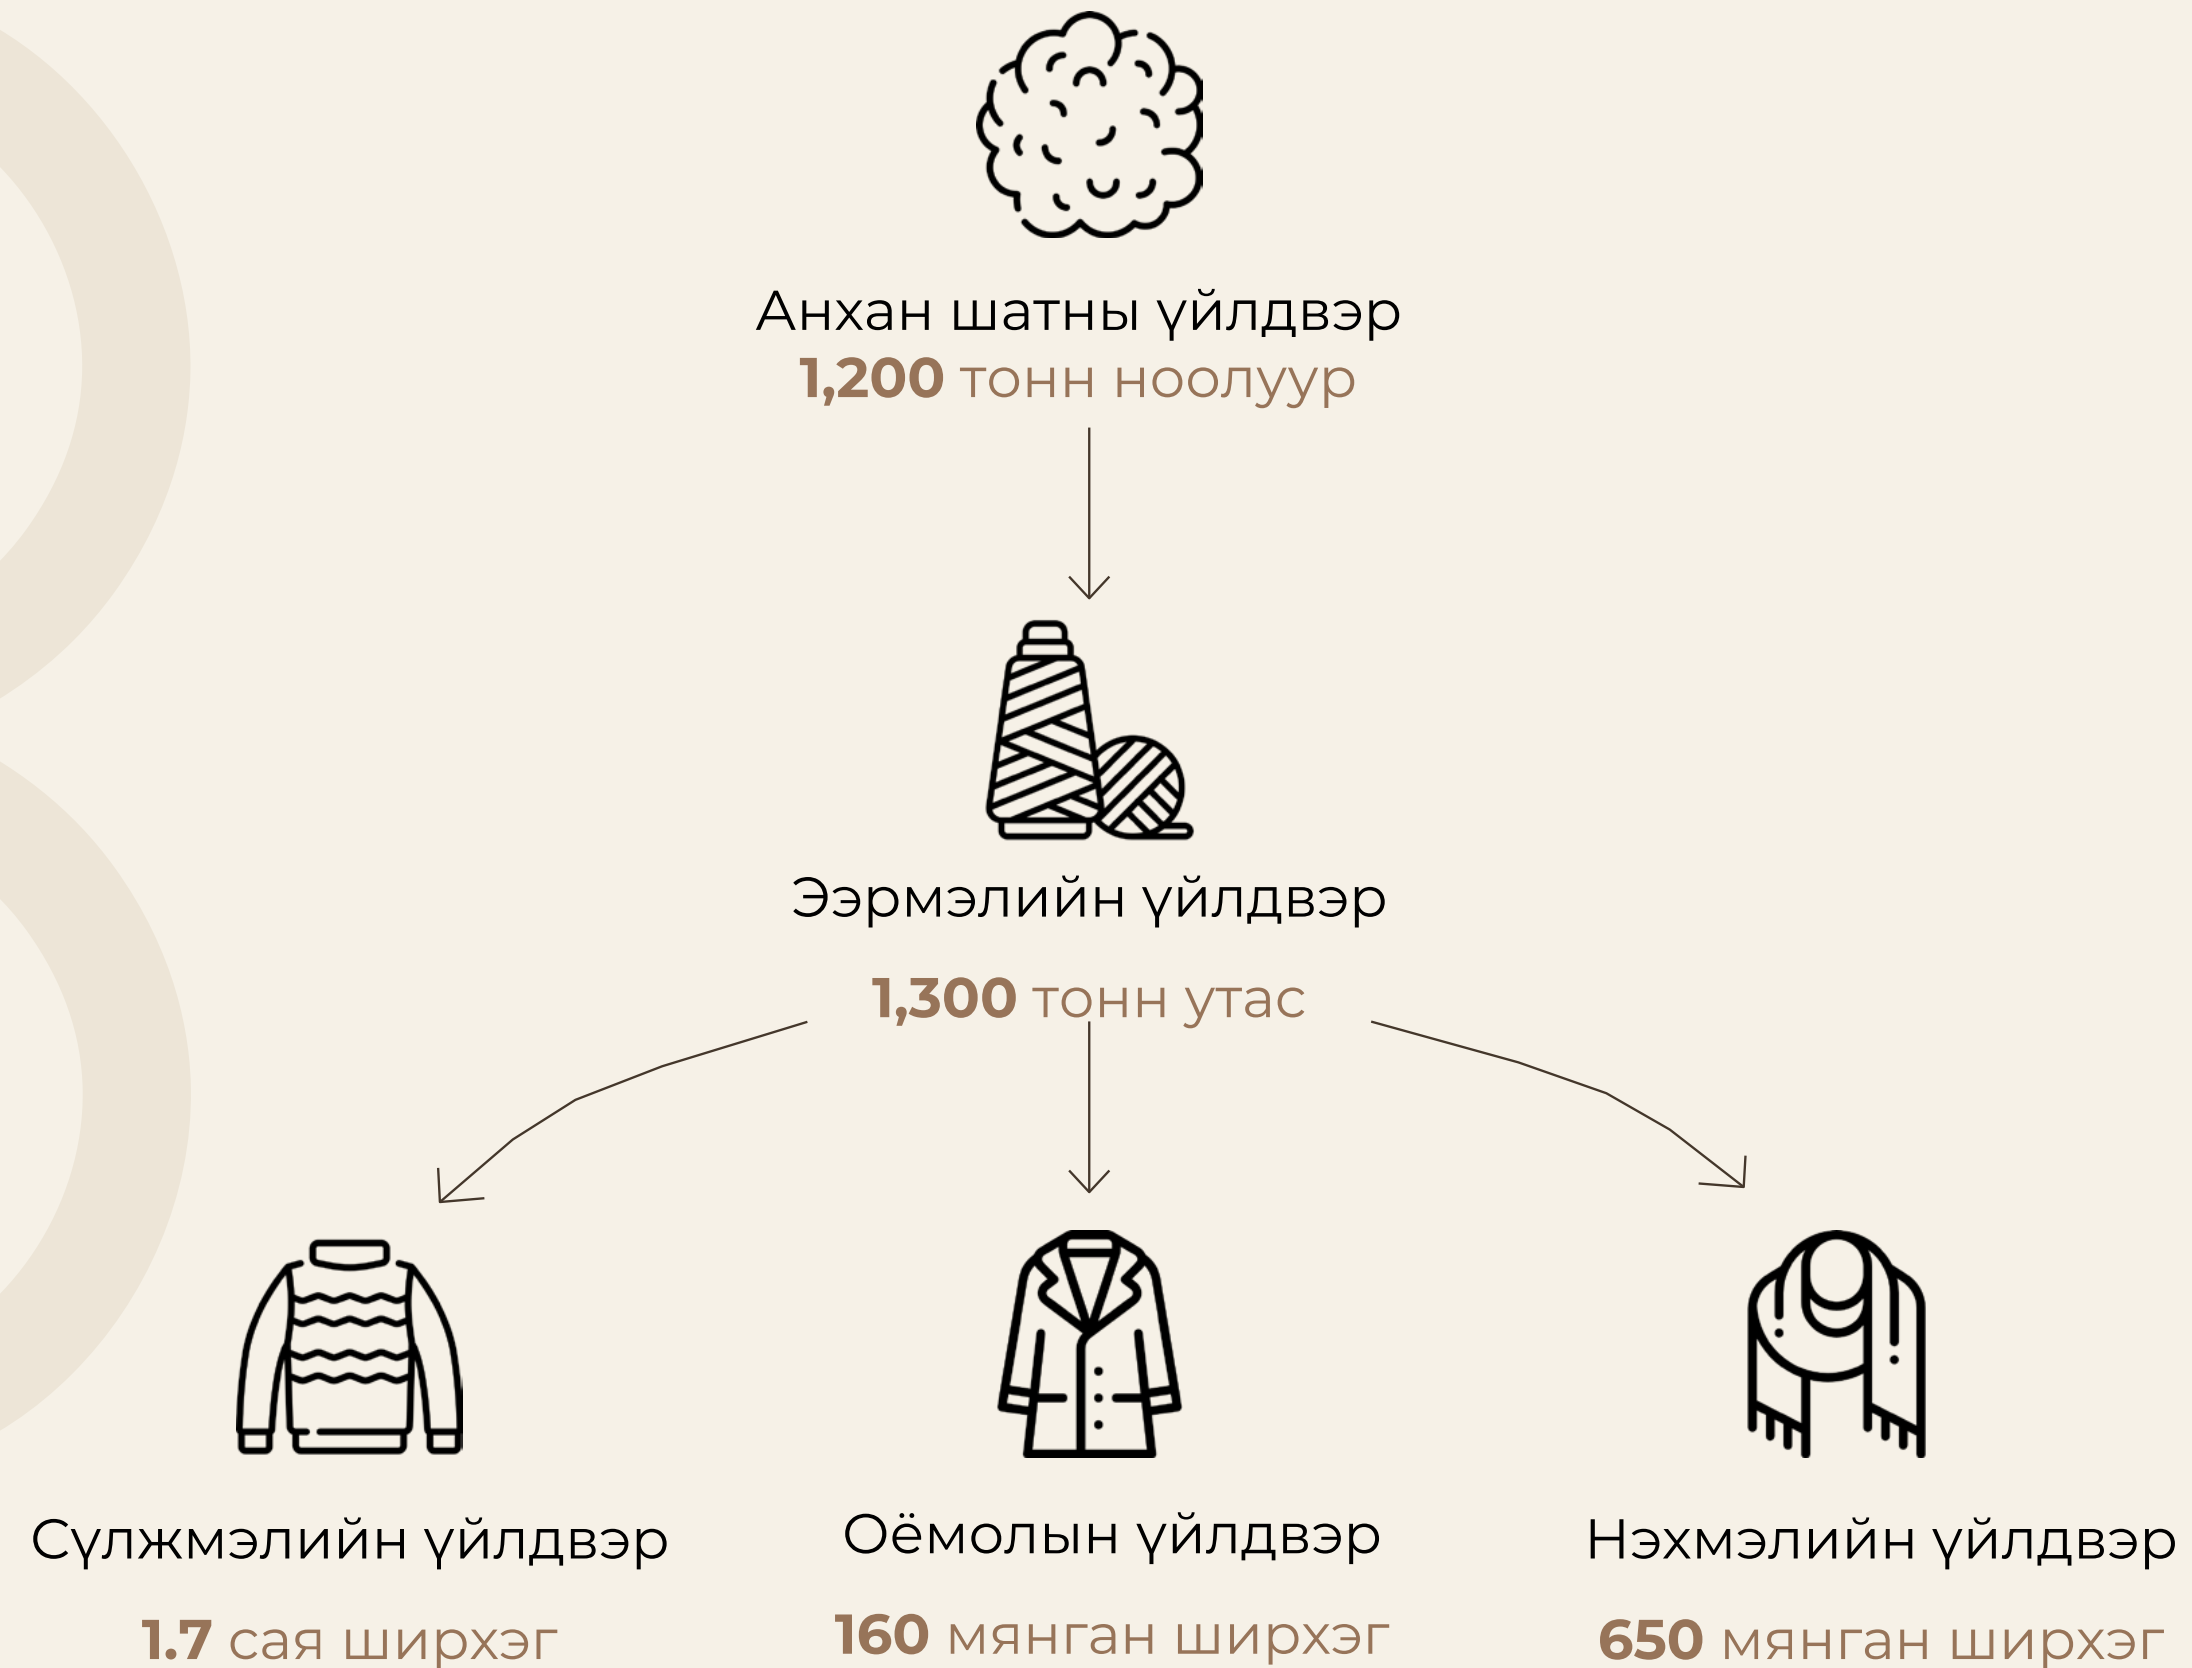 Анхан шатны үйлдвэр
1,200 тонн ноолуур
Ээрмэлийн үйлдвэр
1,300 тонн утас
Сүлжмэлийн үйлдвэр
1.7 сая ширхэг
Оёмолын үйлдвэр
160 мянган ширхэг
Нэхмэлийн үйлдвэр
650 мянган ширхэг